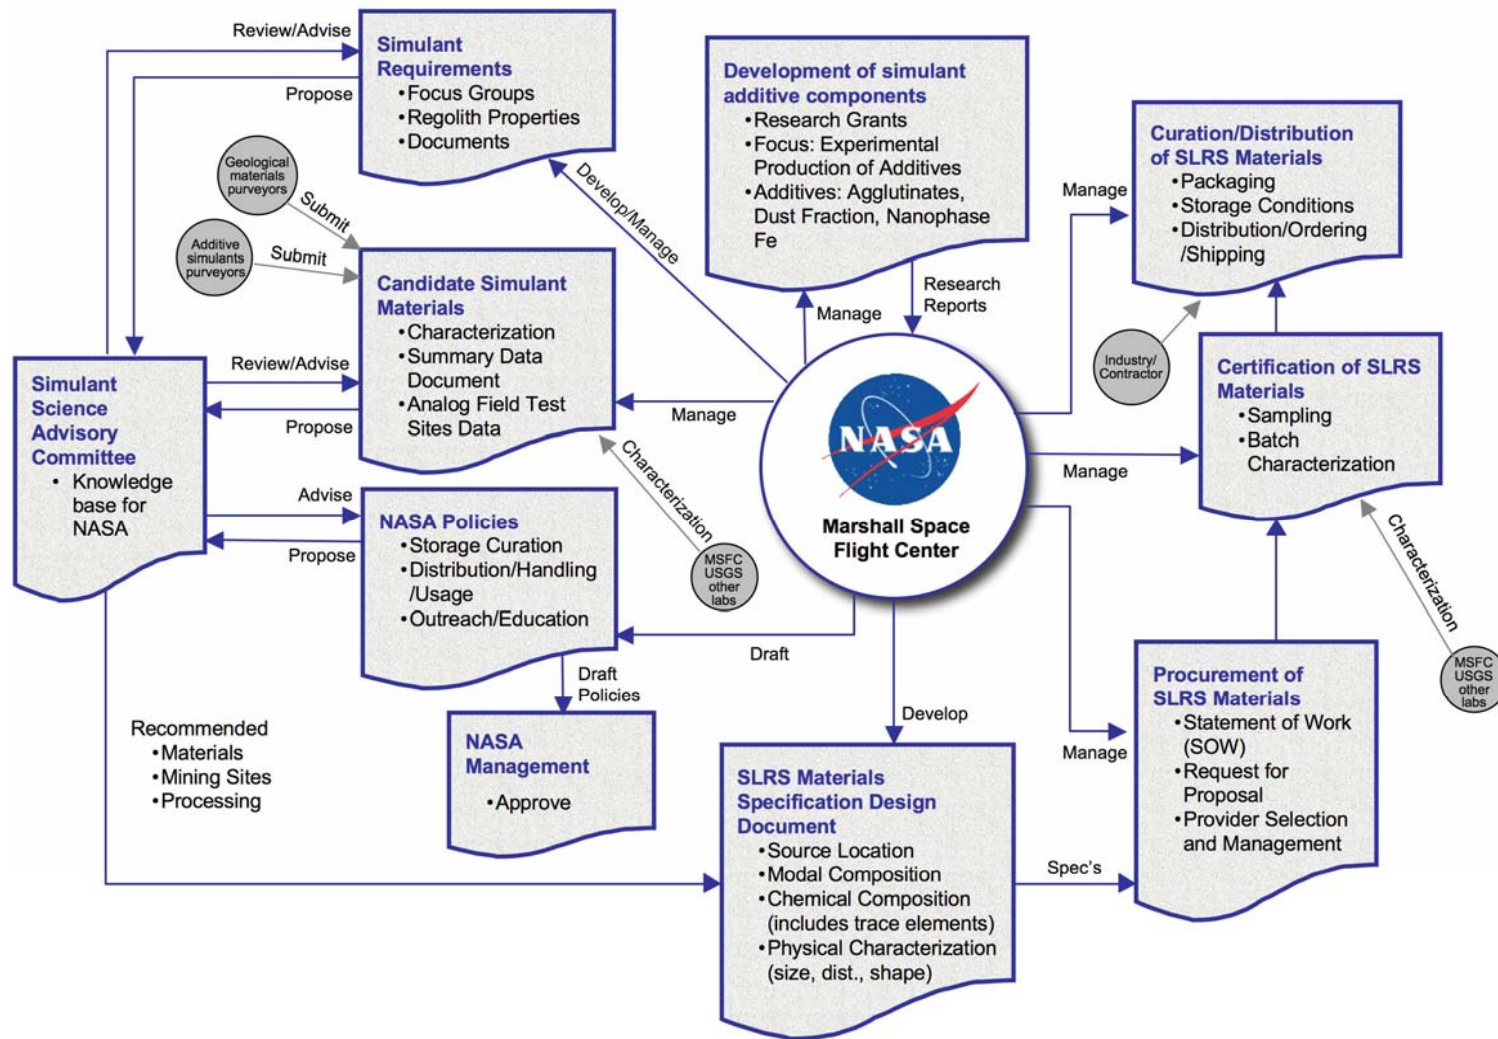 Review/Advise
Propose
Simulant
Requirements
•Focus Groups
•Regolith Properties
•Documents
Geological
materials
purveyors
Submit
Additive
simulants
purveyors
Submit
Develop/Manage
Development of simulant
additive components
•Research Grants
•Focus: Experimental
Production of Additives
•Additives: Agglutinates,
Dust Fraction, Nanophase
Fe
Manage
Research
Reports
Curation/Distribution
of SLRS Materials
•Packaging
•Storage Conditions
•Distribution/Ordering
/Shipping
Manage
Industry/
Contractor
Candidate Simulant
Materials
•Characterization
•Summary Data
Document
•Analog Field Test
Sites Data
Review/Advise
Propose
Manage
Characterization
MSFC
USGS
other
labs
Simulant
Science
Advisory
Committee
• Knowledge
base for
NASA
NASA
Marshall Space
Flight Center
Certification of SLRS
Materials
•Sampling
•Batch
Characterization
Manage
Characterization
MSFC
USGS
other
labs
Advise
Propose
NASA Policies
•Storage Curation
•Distribution/Handling
/Usage
•Outreach/Education
Draft
Draft
Policies
NASA
Management
•Approve
Recommended
•Materials
•Mining Sites
•Processing
Develop
SLRS Materials
Specification Design
Document
•Source Location
•Modal Composition
•Chemical Composition
(includes trace elements)
•Physical Characterization
(size, dist., shape)
Spec's
Manage
Procurement of
SLRS Materials
•Statement of Work
(SOW)
•Request for
Proposal
•Provider Selection
and Management